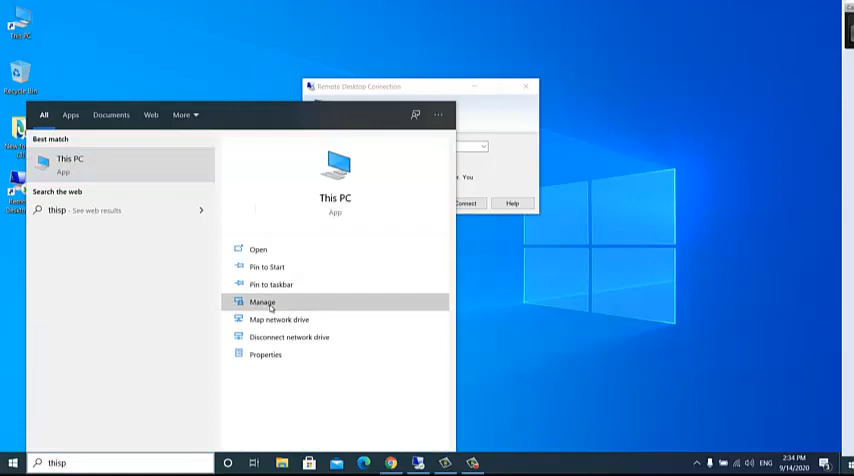 This PC
Recycle Bin
Remote Desktop Connection
All Apps Documents Web More
Best match
This PC
App
Search the web
thisp - See web results
This PC
App
Open
Pin to Start
Pin to taskbar
Manage
Map network drive
Disconnect network drive
Properties
You
Connect
Help
thisp
ENG
2:34 PM
9/14/2020